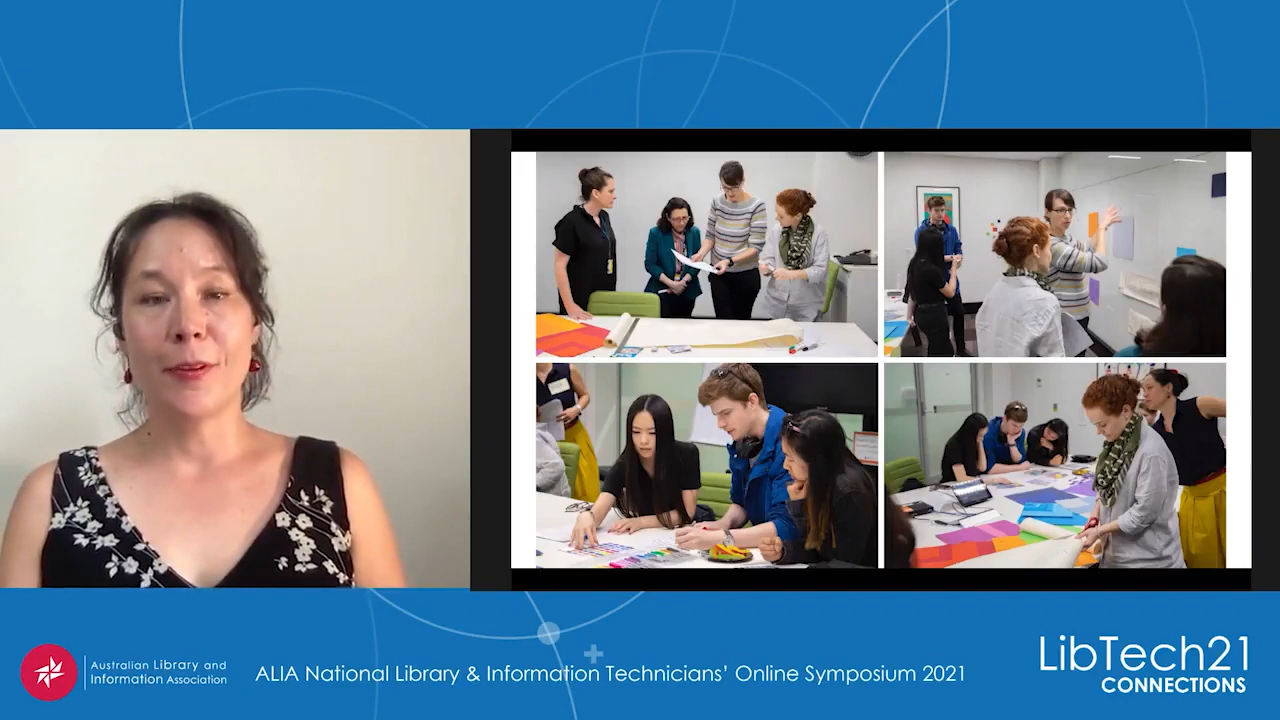 Australian Library and
Information Association
ALIA National Library & Information Technicians' Online Symposium 2021
LibTech21
CONNECTIONS